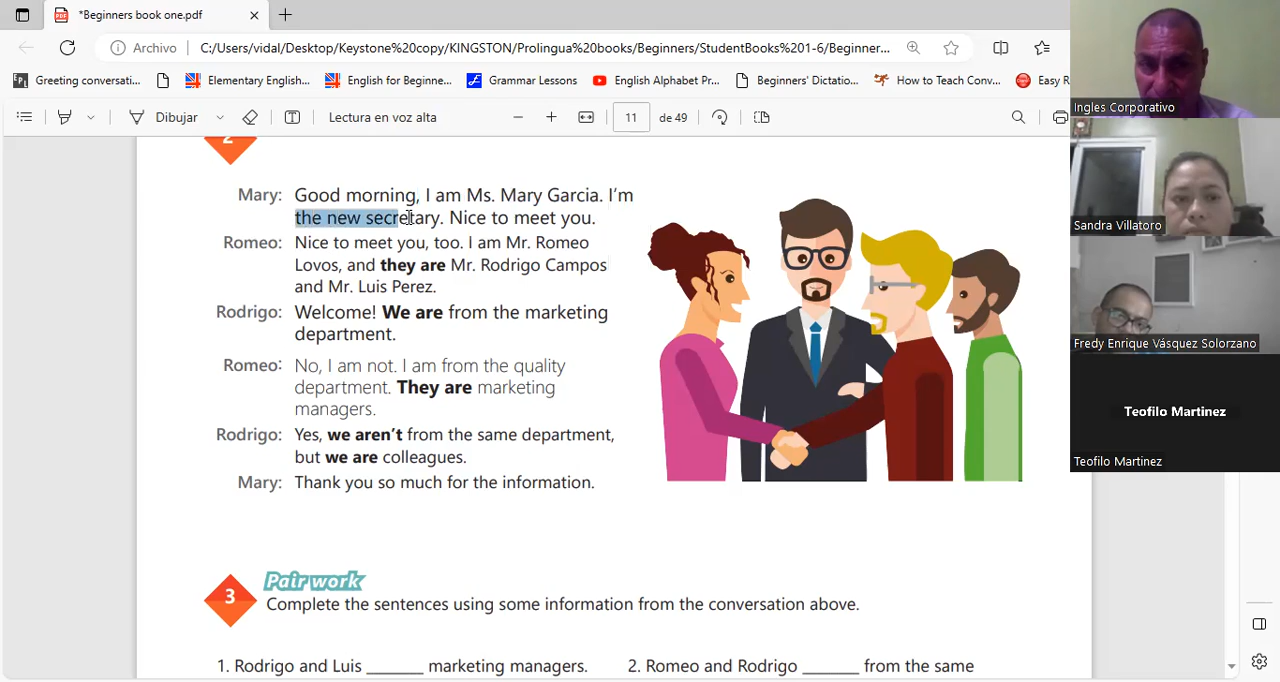 *Beginners book one.pdf
Archivo
C:/Users/vidal/Desktop/Keystone%20copy/KINGSTON/Prolingua%20books/Beginners/StudentBooks%201-6/Beginner...
Greeting conversati...
Elementary English...
English for Beginne...
Grammar Lessons
English Alphabet Pr...
Beginners' Dictatio...
How to Teach Conv...
Easy R
Dibujar
Lectura en voz alta
11
de 49
2
Mary: Good morning, I am Ms. Mary Garcia. I'm
the new secretary. Nice to meet you.
Romeo: Nice to meet you, too. I am Mr. Romeo
Lovos, and they are Mr. Rodrigo Campos
and Mr. Luis Perez.
Rodrigo: Welcome! We are from the marketing
department.
Romeo: No, I am not. I am from the quality
department. They are marketing
managers.
Rodrigo: Yes, we aren't from the same department,
but we are colleagues.
Mary: Thank you so much for the information.
3
Pair work
Complete the sentences using some information from the conversation above.
1. Rodrigo and Luis ______ marketing managers.
2. Romeo and Rodrigo ______ from the same
Ingles Corporativo
Sandra Villatoro
Fredy Enrique Vásquez Solorzano
Teofilo Martinez
Teofilo Martinez